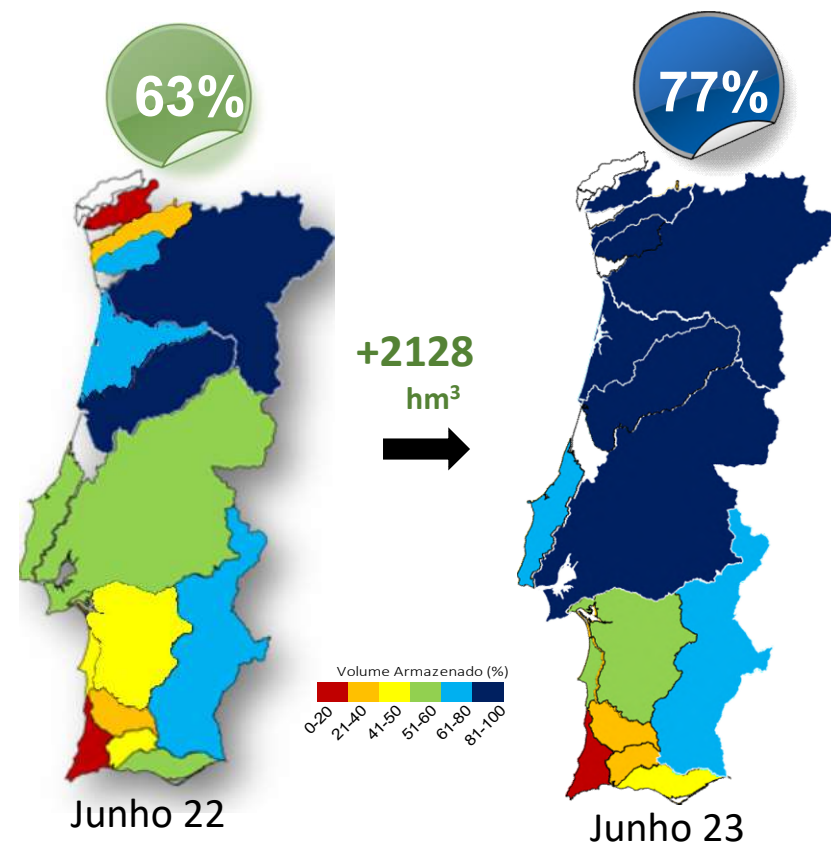 63%
77%
+2128
hm³
Volume Armazenado (%)
0-20
21-40
41-50
51-60
61-80
81-100
Junho 22
Junho 23